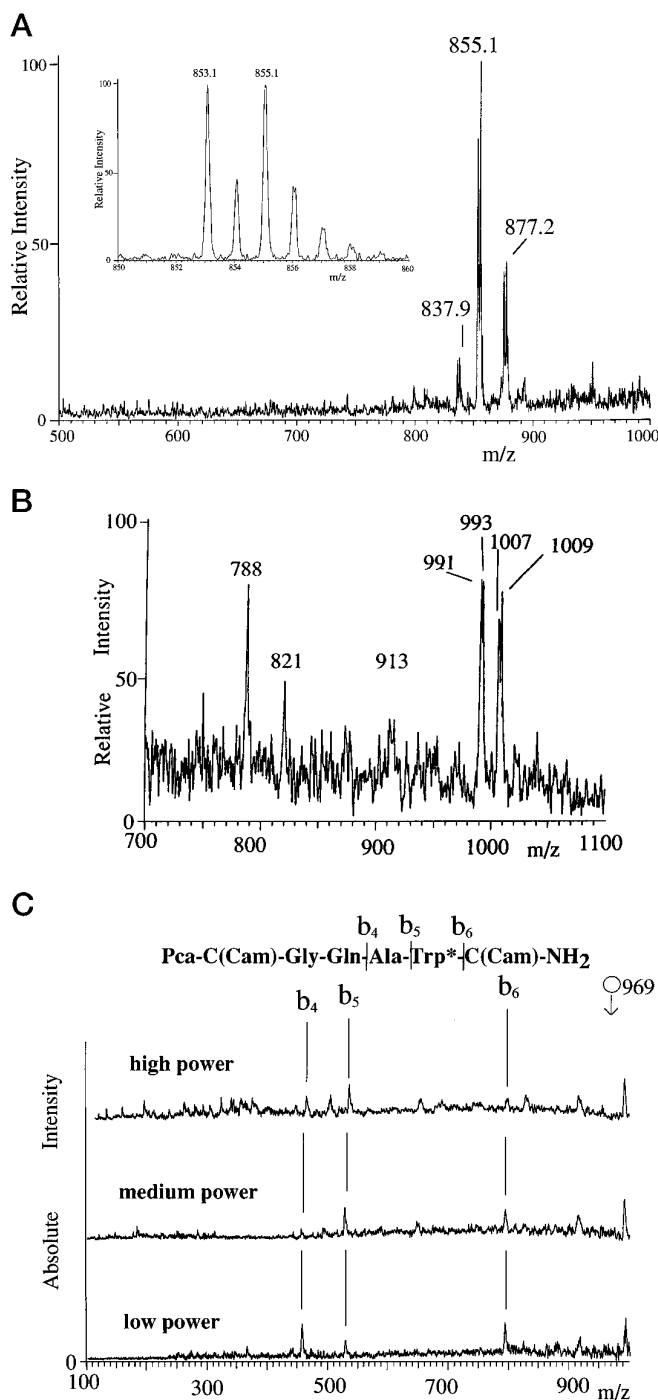 A
855.1
100
853.1 855.1
100
Relative Intensity
50
0
850 852 854 856 858 860
m/z
877.2
Relative Intensity
50
837.9
0
500 600 700 800 900 1000
m/z
B
100
993
1007
1009
991
788
821
913
Relative Intensity
50
0
700 800 900 1000 1100
m/z
C
b4 b5 b6
Pca-C(Cam)-Gly-Gln-Ala-Trp*-C(Cam)-NH2
b4 b5 b6
969
high power
medium power
low power
Absolute Intensity
0
100 300 500 700 900
m/z